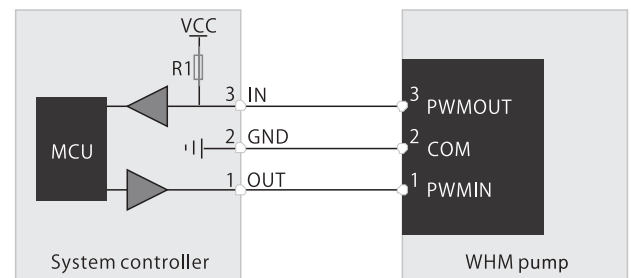 VCC
R1
3 IN
3 PWMOUT
MCU
2 GND
2 COM
1 OUT
1 PWMIN
System controller
WHM pump